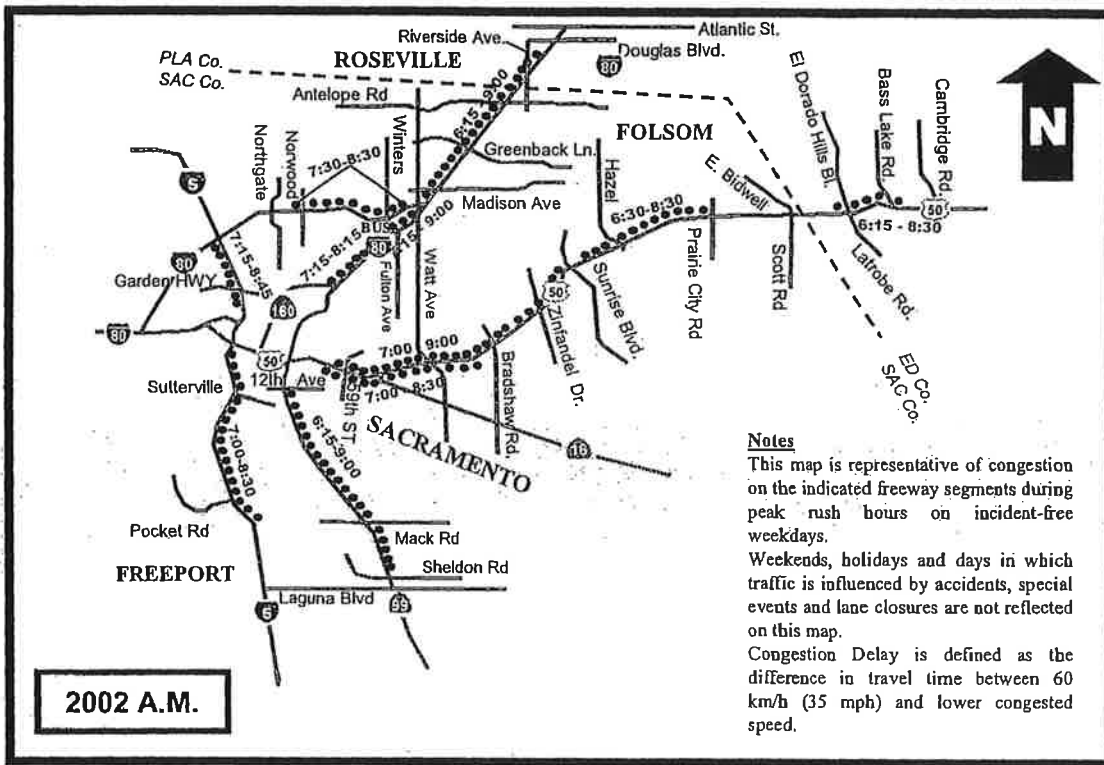 Atlantic St.
Riverside Ave.
Douglas Blvd.
PLA Co.
SAC Co.
ROSEVILLE
80
Antelope Rd
6:15 - 9:00
El Dorado Hills Bl.
Bass Lake Rd.
Cambridge Rd.
N
Northgate
Norwood
Winters
FOLSOM
Greenback Ln.
7:30-8:30
Hazel
E. Bidwell
5
Madison Ave
BUS
80
7:15-8:15
9:00
6:30-8:30
50
6:15 - 8:30
7:15-8:45
80
Garden HWY
160
Fulton Ave
Watt Ave
50
Sunrise Blvd.
Prairie City Rd
Scott Rd
Latrobe Rd.
80
50
7:00 - 9:00
Zinfandel Dr.
Bradshaw Rd.
ED Co.
SAC Co.
Sutterville
12th Ave
59th ST
7:00 - 8:30
SACRAMENTO
16
7:00-8:30
6:15-9:00
Pocket Rd
Mack Rd
FREEPORT
Sheldon Rd
Laguna Blvd
5
99
2002 A.M.
Notes
This map is representative of congestion
on the indicated freeway segments during
peak rush hours on incident-free
weekdays.
Weekends, holidays and days in which
traffic is influenced by accidents, special
events and lane closures are not reflected
on this map.
Congestion Delay is defined as the
difference in travel time between 60
km/h (35 mph) and lower congested
speed.